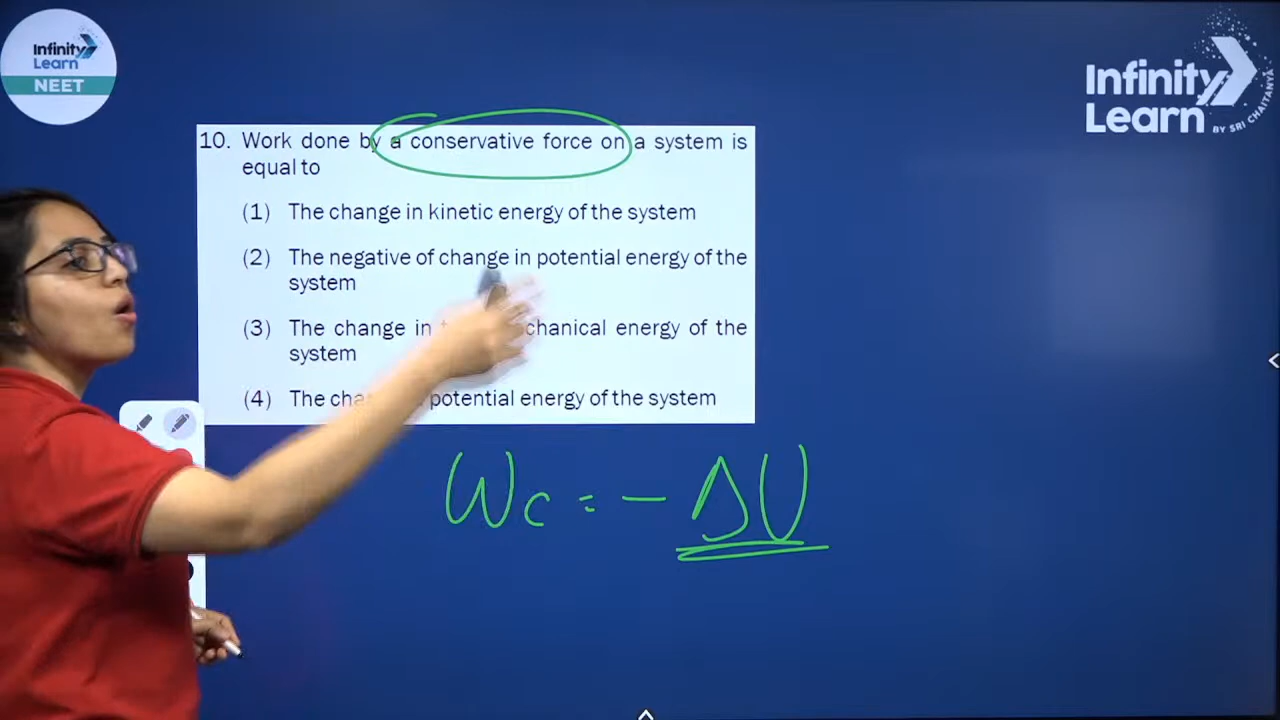 Infinity
Learn
NEET
Infinity
Learn
BY SRI CHAITANYA
10. Work done by a conservative force on a system is
equal to
(1) The change in kinetic energy of the system
(2) The negative of change in potential energy of the
system
(3) The change in mechanical energy of the
system
(4) The potential energy of the system
Wc = - ΔU